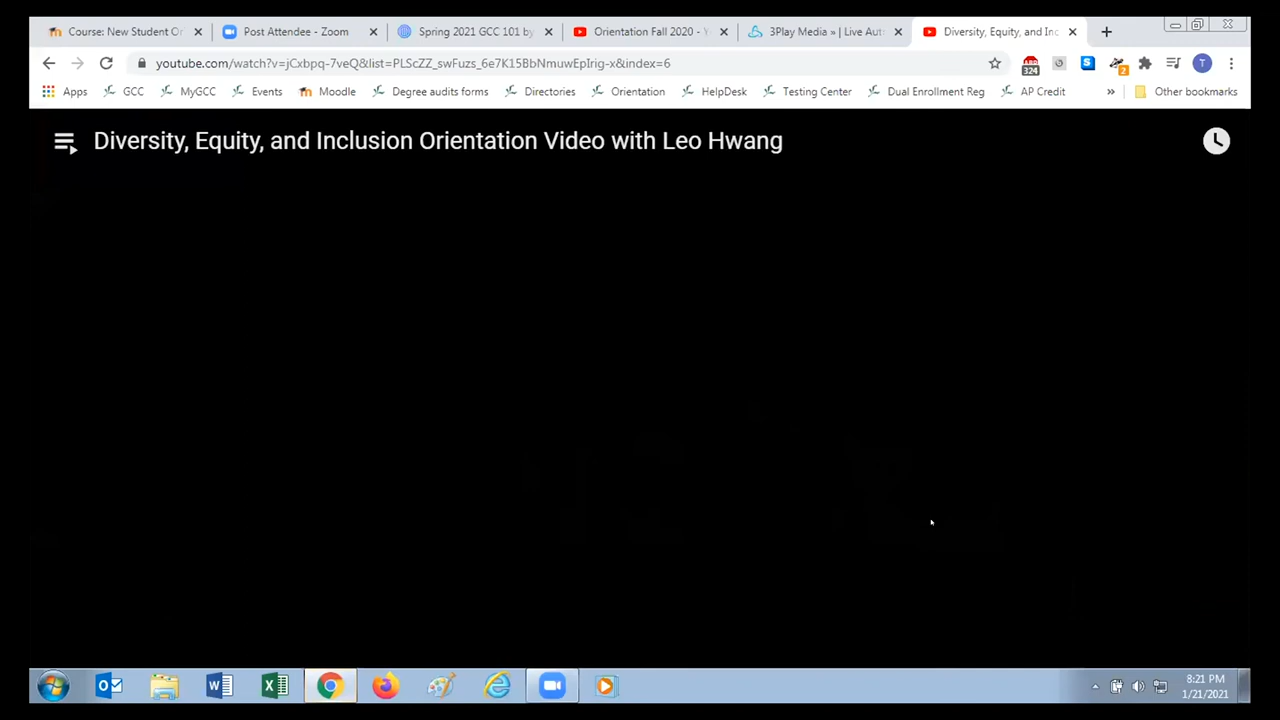 Course: New Student Or
Post Attendee - Zoom
Spring 2021 GCC 101 by
Orientation Fall 2020 - Y
3Play Media » | Live Aut
Diversity, Equity, and Inc
youtube.com/watch?v=jCxbpq-7veQ&list=PLScZZ_swFuzs_6e7K15BbNmuwEpIrig-x&index=6
324
2
T
Apps
GCC
MyGCC
Events
Moodle
Degree audits forms
Directories
Orientation
HelpDesk
Testing Center
Dual Enrollment Reg
AP Credit
»
Other bookmarks
Diversity, Equity, and Inclusion Orientation Video with Leo Hwang
8:21 PM
1/21/2021